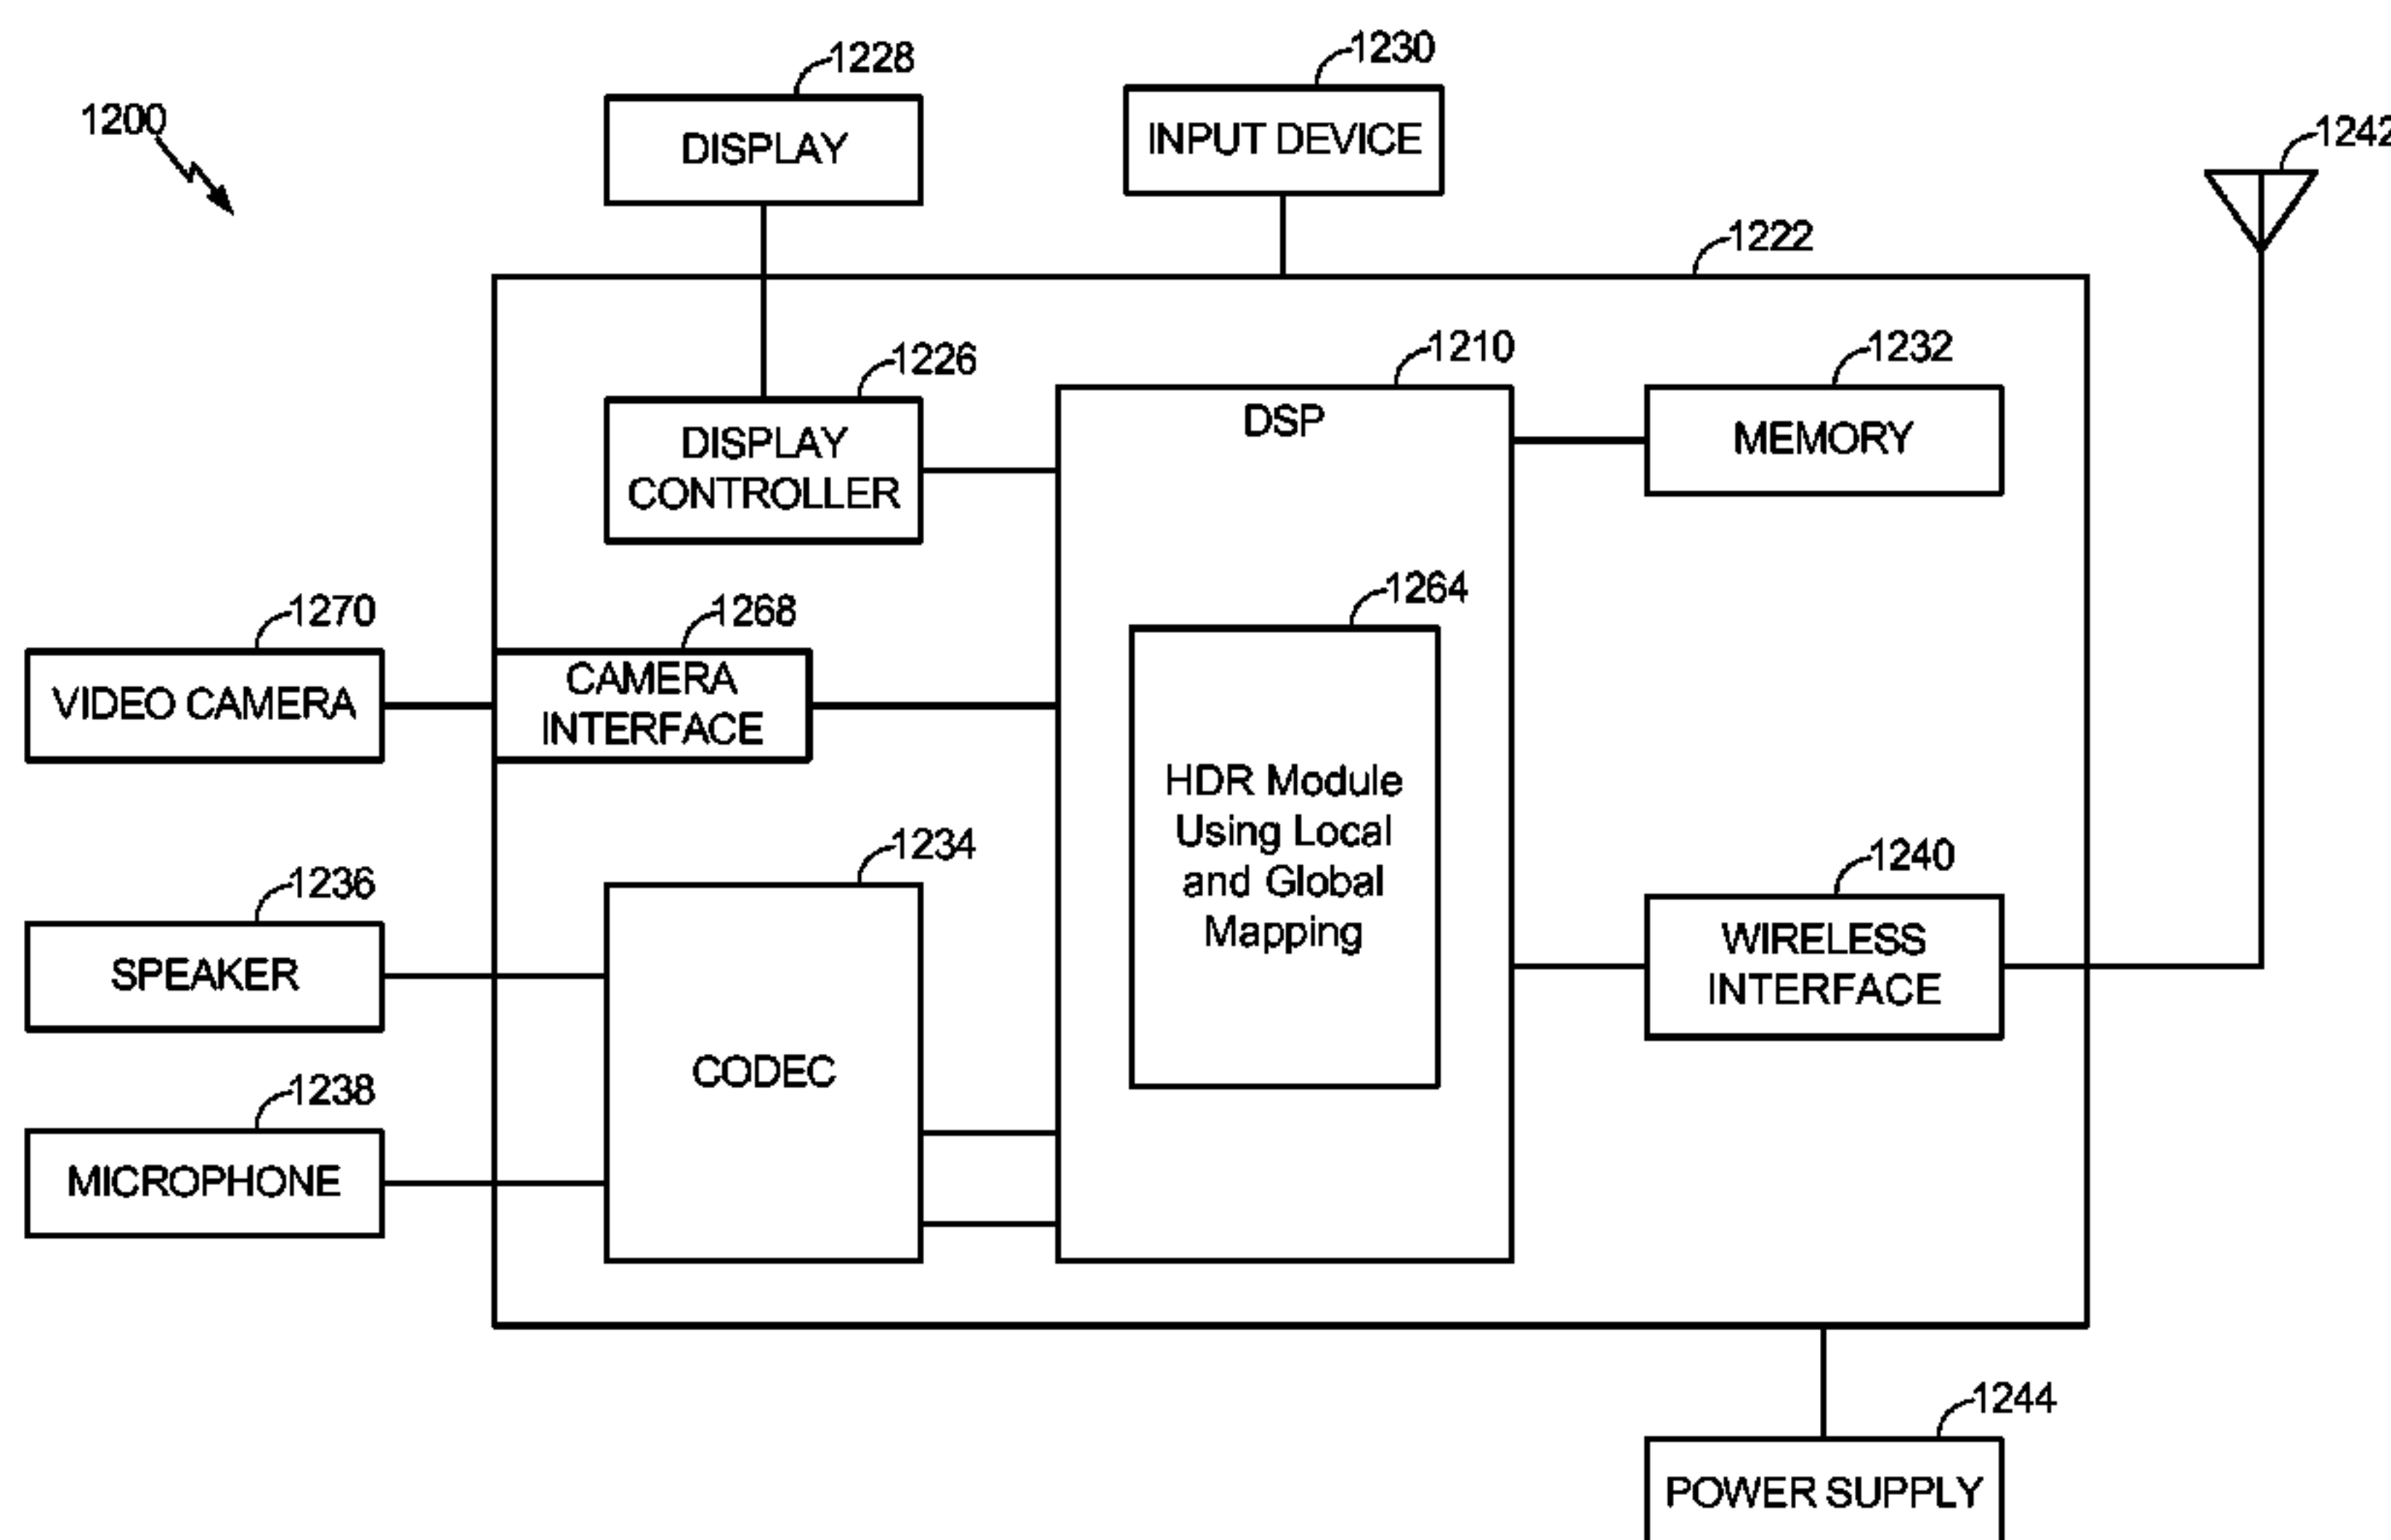 1228
1230
1200
DISPLAY
INPUT DEVICE
1242
1222
1226
1210
1232
DISPLAY
CONTROLLER
DSP
MEMORY
1270
1268
1264
VIDEO CAMERA
CAMERA
INTERFACE
HDR Module
Using Local
and Global
Mapping
1236
1234
1240
SPEAKER
CODEC
WIRELESS
INTERFACE
1238
MICROPHONE
1244
POWER SUPPLY